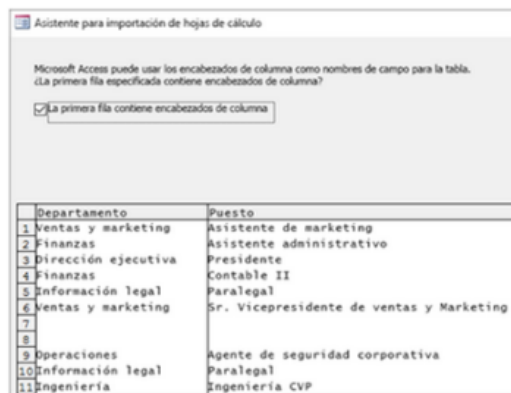 Asistente para importación de hojas de cálculo
Microsoft Access puede usar los encabezados de columna como nombres de campo para la tabla.
¿La primera fila especificada contiene encabezados de columna?
La primera fila contiene encabezados de columna
Departamento Puesto
1 Ventas y marketing Asistente de marketing
2 Finanzas Asistente administrativo
3 Dirección ejecutiva Presidente
4 Finanzas Contable II
5 Información legal Paralegal
6 Ventas y marketing Sr. Vicepresidente de ventas y Marketing
7
8
9 Operaciones Agente de seguridad corporativa
10 Información legal Paralegal
11 Ingeniería Ingeniería CVP